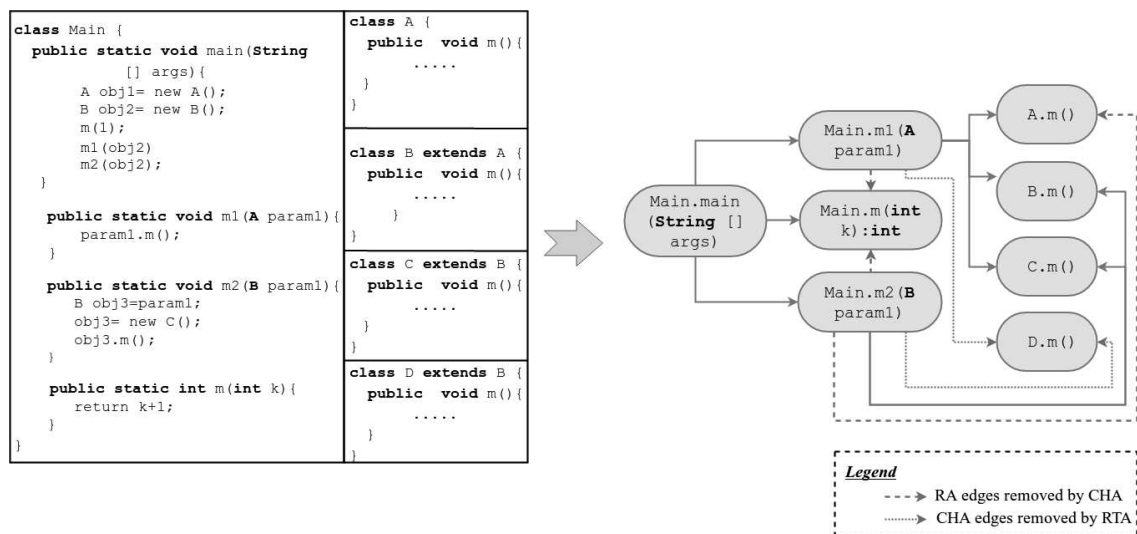 class Main {
public static void main(String
[] args){
A obj1= new A();
B obj2= new B();
m(1);
m1(obj2)
m2(obj2);
}
public static void m1(A param1){
param1.m();
}
public static void m2(B param1){
B obj3=param1;
obj3= new C();
obj3.m();
}
public static int m(int k){
return k+1;
}
}
class A {
public void m(){
.....
}
}
class B extends A {
public void m(){
.....
}
}
class C extends B {
public void m(){
.....
}
}
class D extends B {
public void m(){
.....
}
}
Main.main
(String []
args)
Main.m1(A
param1)
Main.m(int
k):int
Main.m2(B
param1)
A.m()
B.m()
C.m()
D.m()
Legend
RA edges removed by CHA
CHA edges removed by RTA